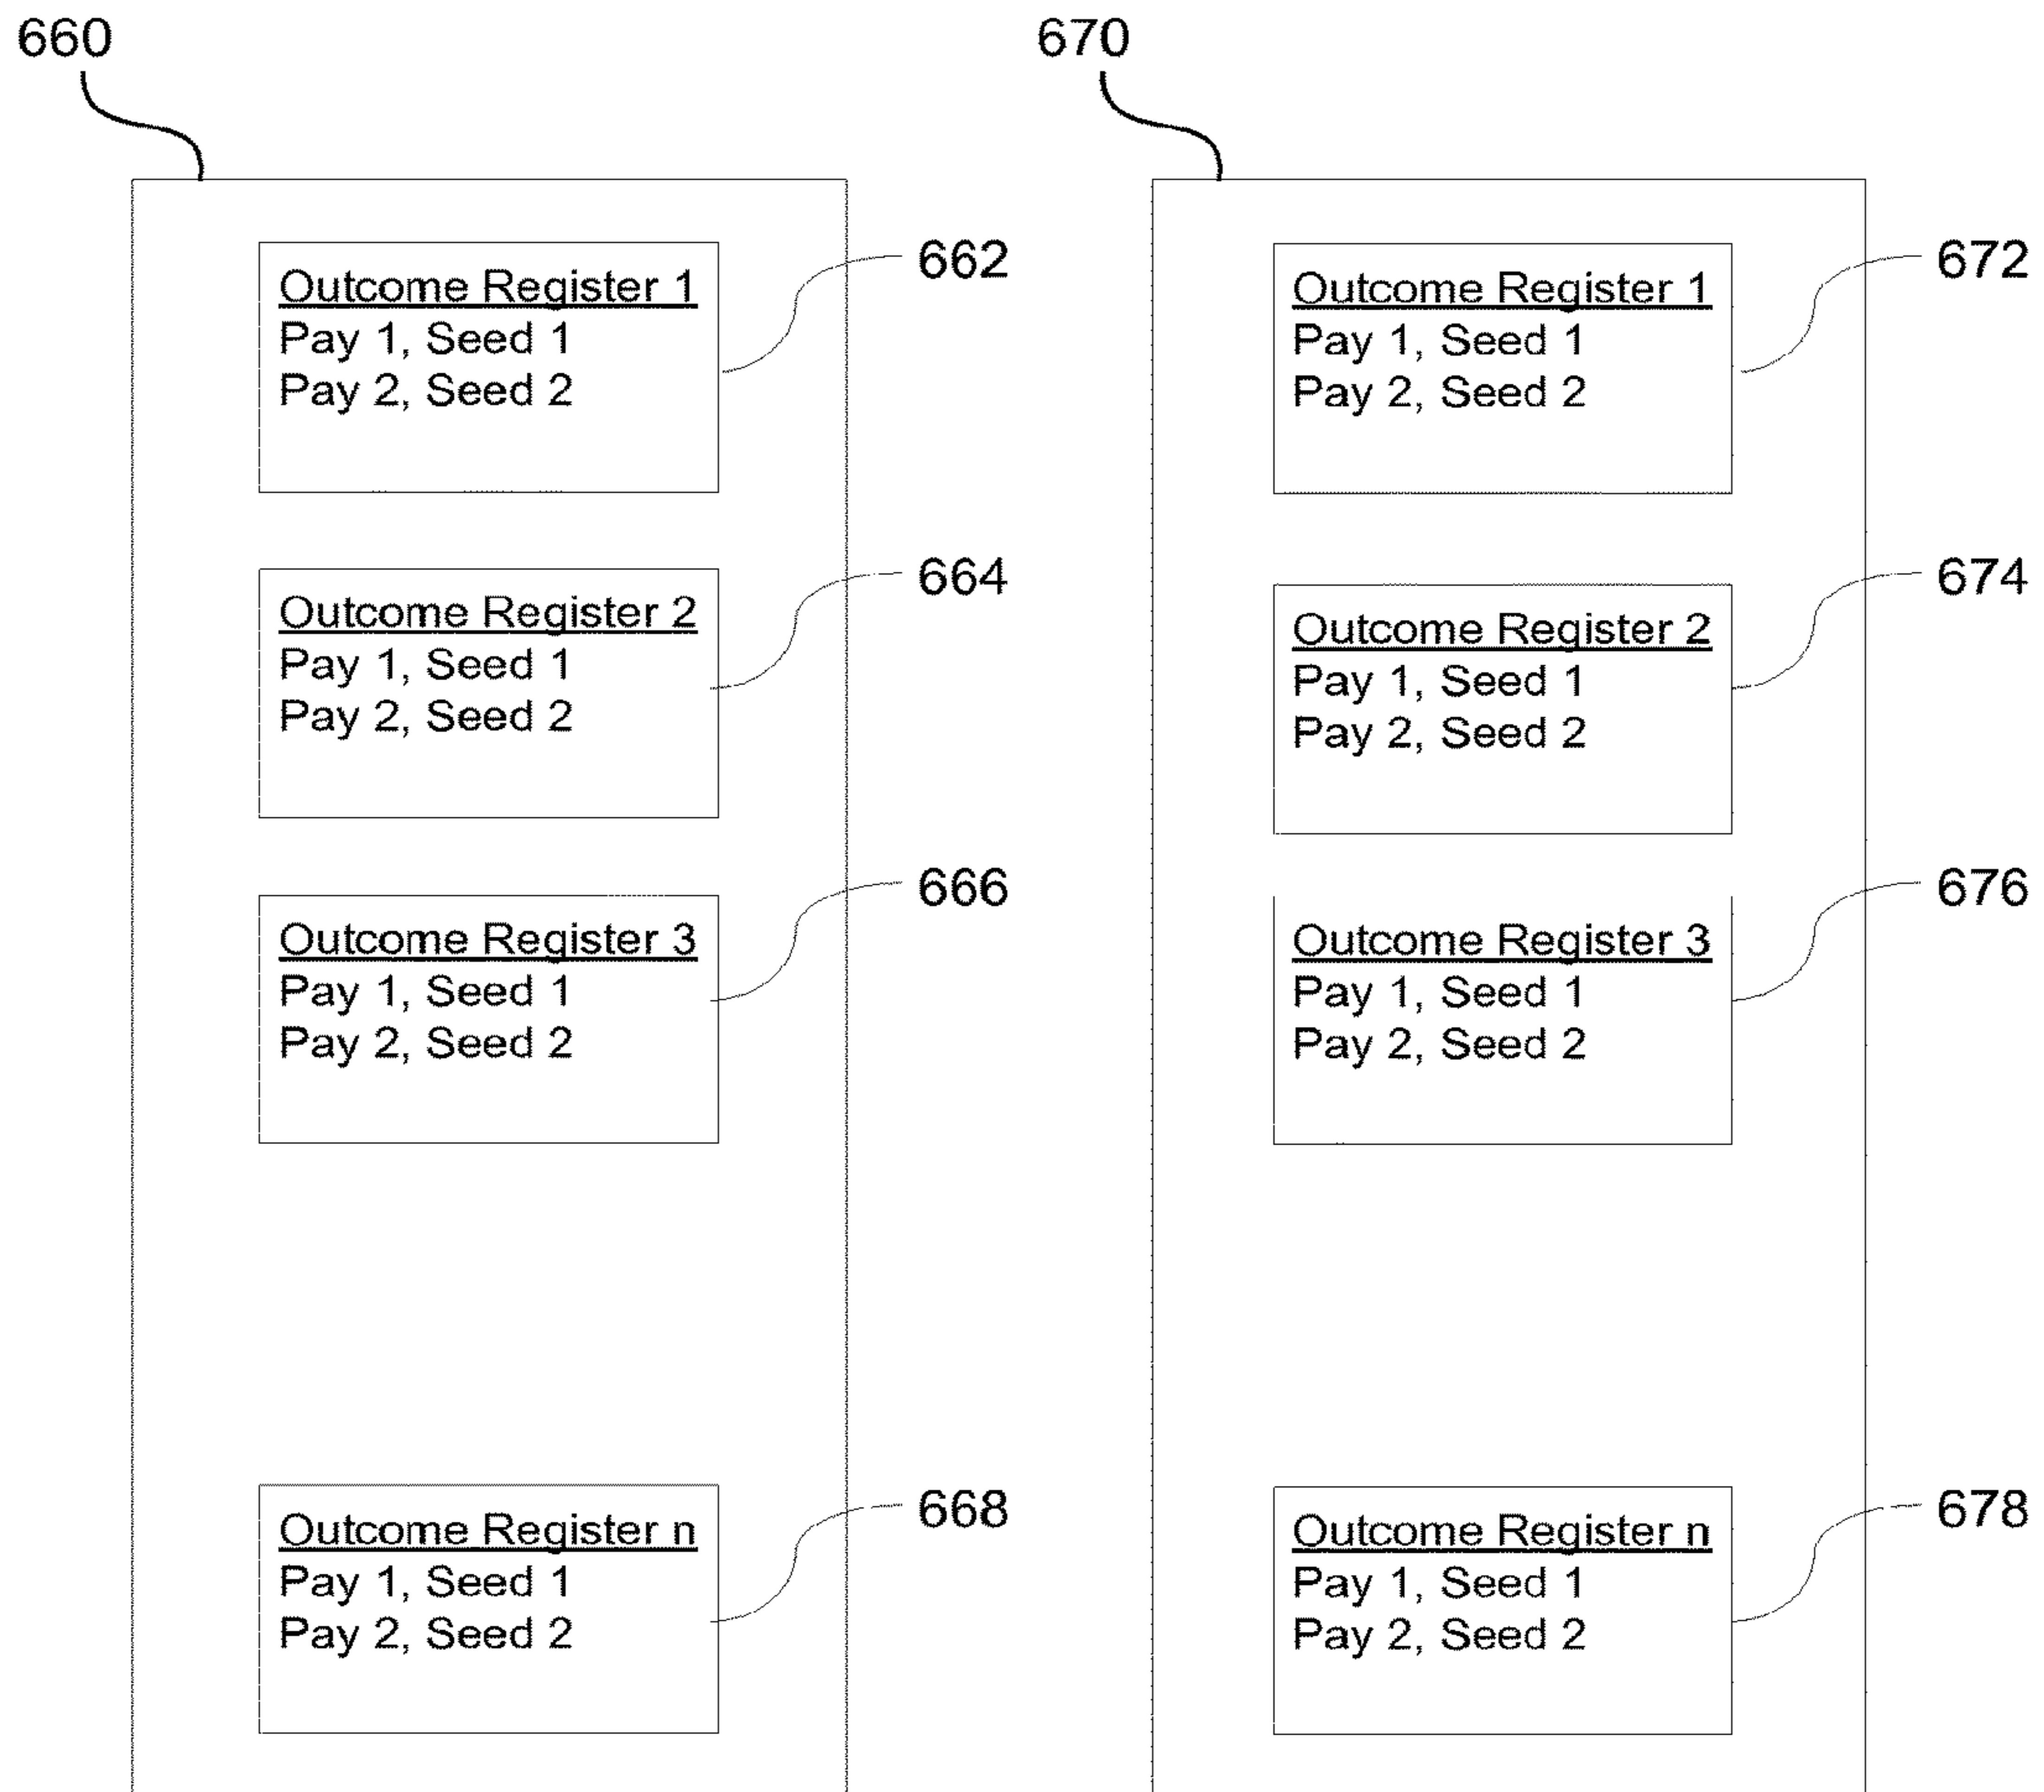 660
670
Outcome Register 1
Pay 1, Seed 1
Pay 2, Seed 2
662
Outcome Register 2
Pay 1, Seed 1
Pay 2, Seed 2
664
Outcome Register 3
Pay 1, Seed 1
Pay 2, Seed 2
666
Outcome Register n
Pay 1, Seed 1
Pay 2, Seed 2
668
Outcome Register 1
Pay 1, Seed 1
Pay 2, Seed 2
672
Outcome Register 2
Pay 1, Seed 1
Pay 2, Seed 2
674
Outcome Register 3
Pay 1, Seed 1
Pay 2, Seed 2
676
Outcome Register n
Pay 1, Seed 1
Pay 2, Seed 2
678